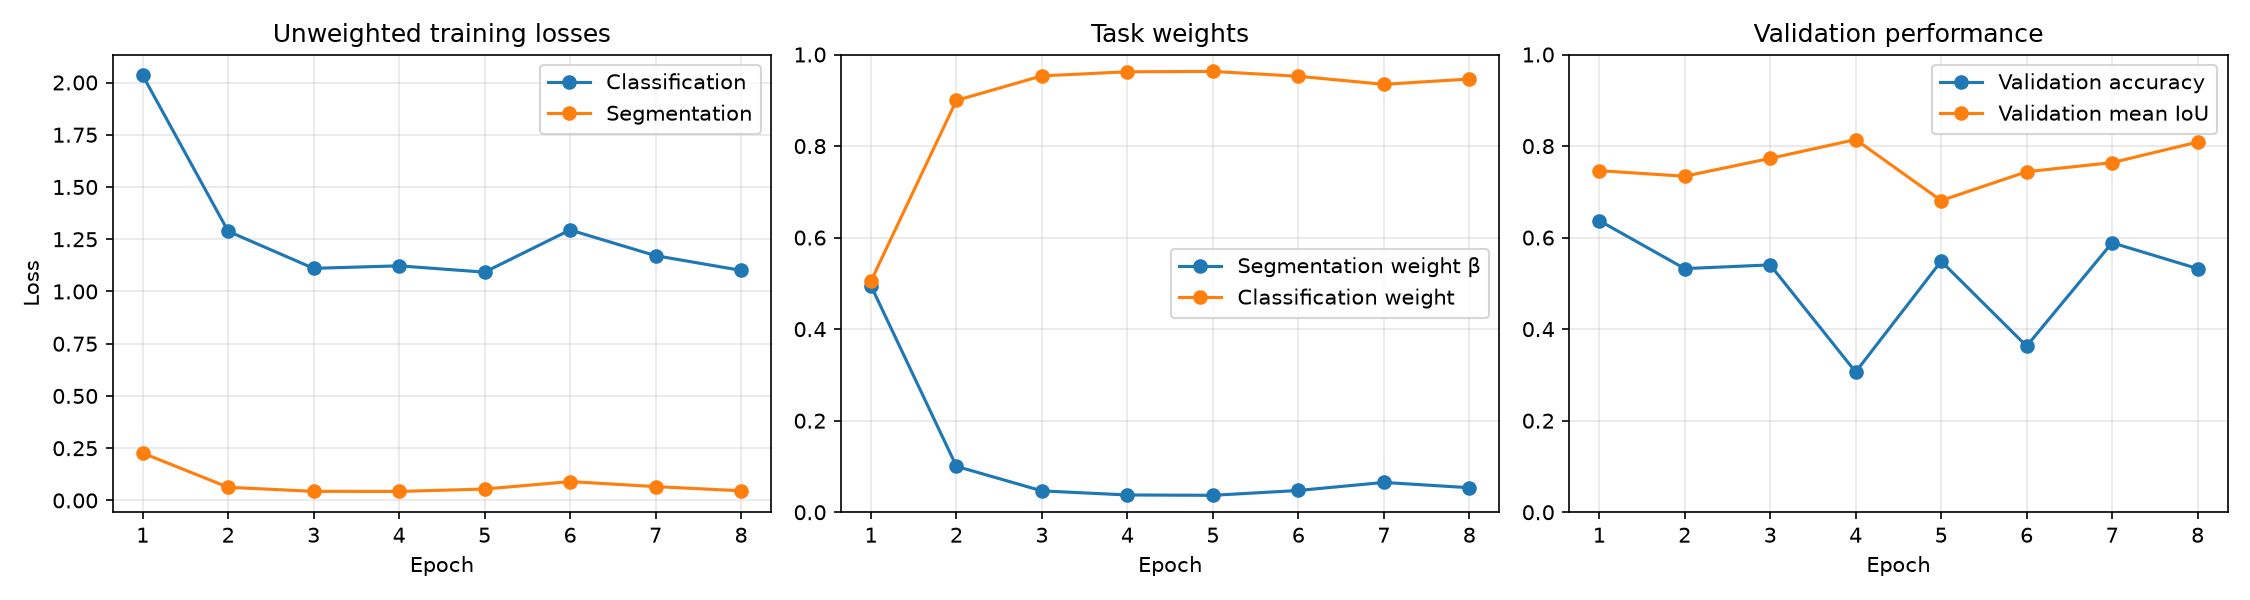 Unweighted training losses
Loss
2.00
1.75
1.50
1.25
1.00
0.75
0.50
0.25
0.00
Classification
Segmentation
1 2 3 4 5 6 7 8
Epoch
Task weights
1.0
0.8
0.6
0.4
0.2
0.0
Segmentation weight β
Classification weight
1 2 3 4 5 6 7 8
Epoch
Validation performance
1.0
0.8
0.6
0.4
0.2
0.0
Validation accuracy
Validation mean IoU
1 2 3 4 5 6 7 8
Epoch